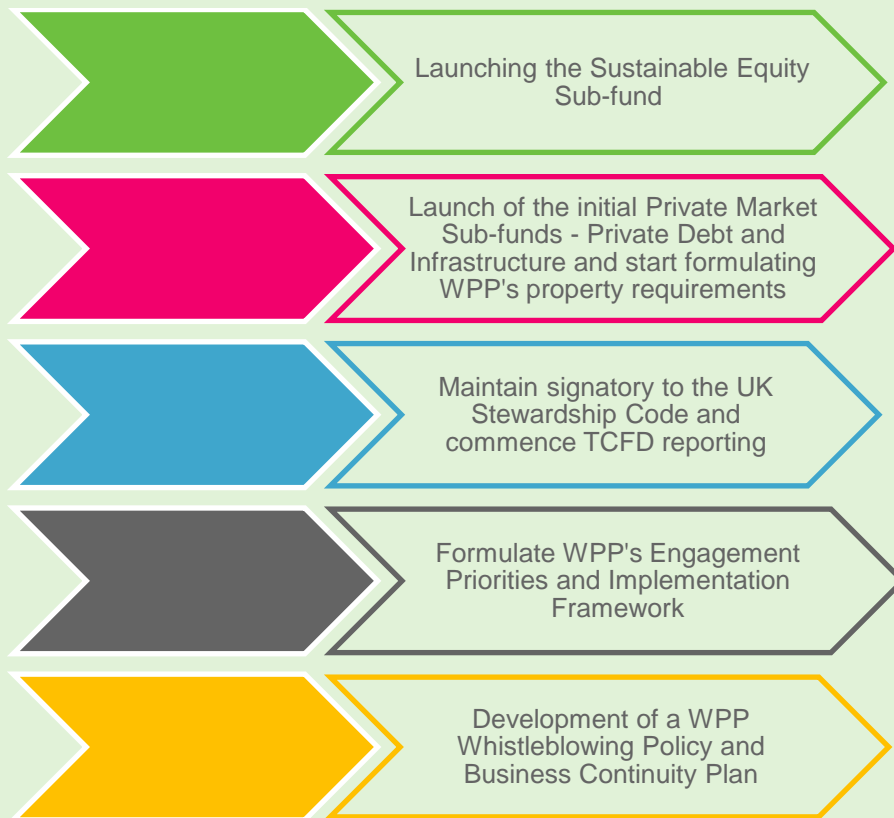 Launching the Sustainable Equity
Sub-fund
Launch of the initial Private Market
Sub-funds - Private Debt and
Infrastructure and start formulating
WPP's property requirements
Maintain signatory to the UK
Stewardship Code and
commence TCFD reporting
Formulate WPP's Engagement
Priorities and Implementation
Framework
Development of a WPP
Whistleblowing Policy and
Business Continuity Plan